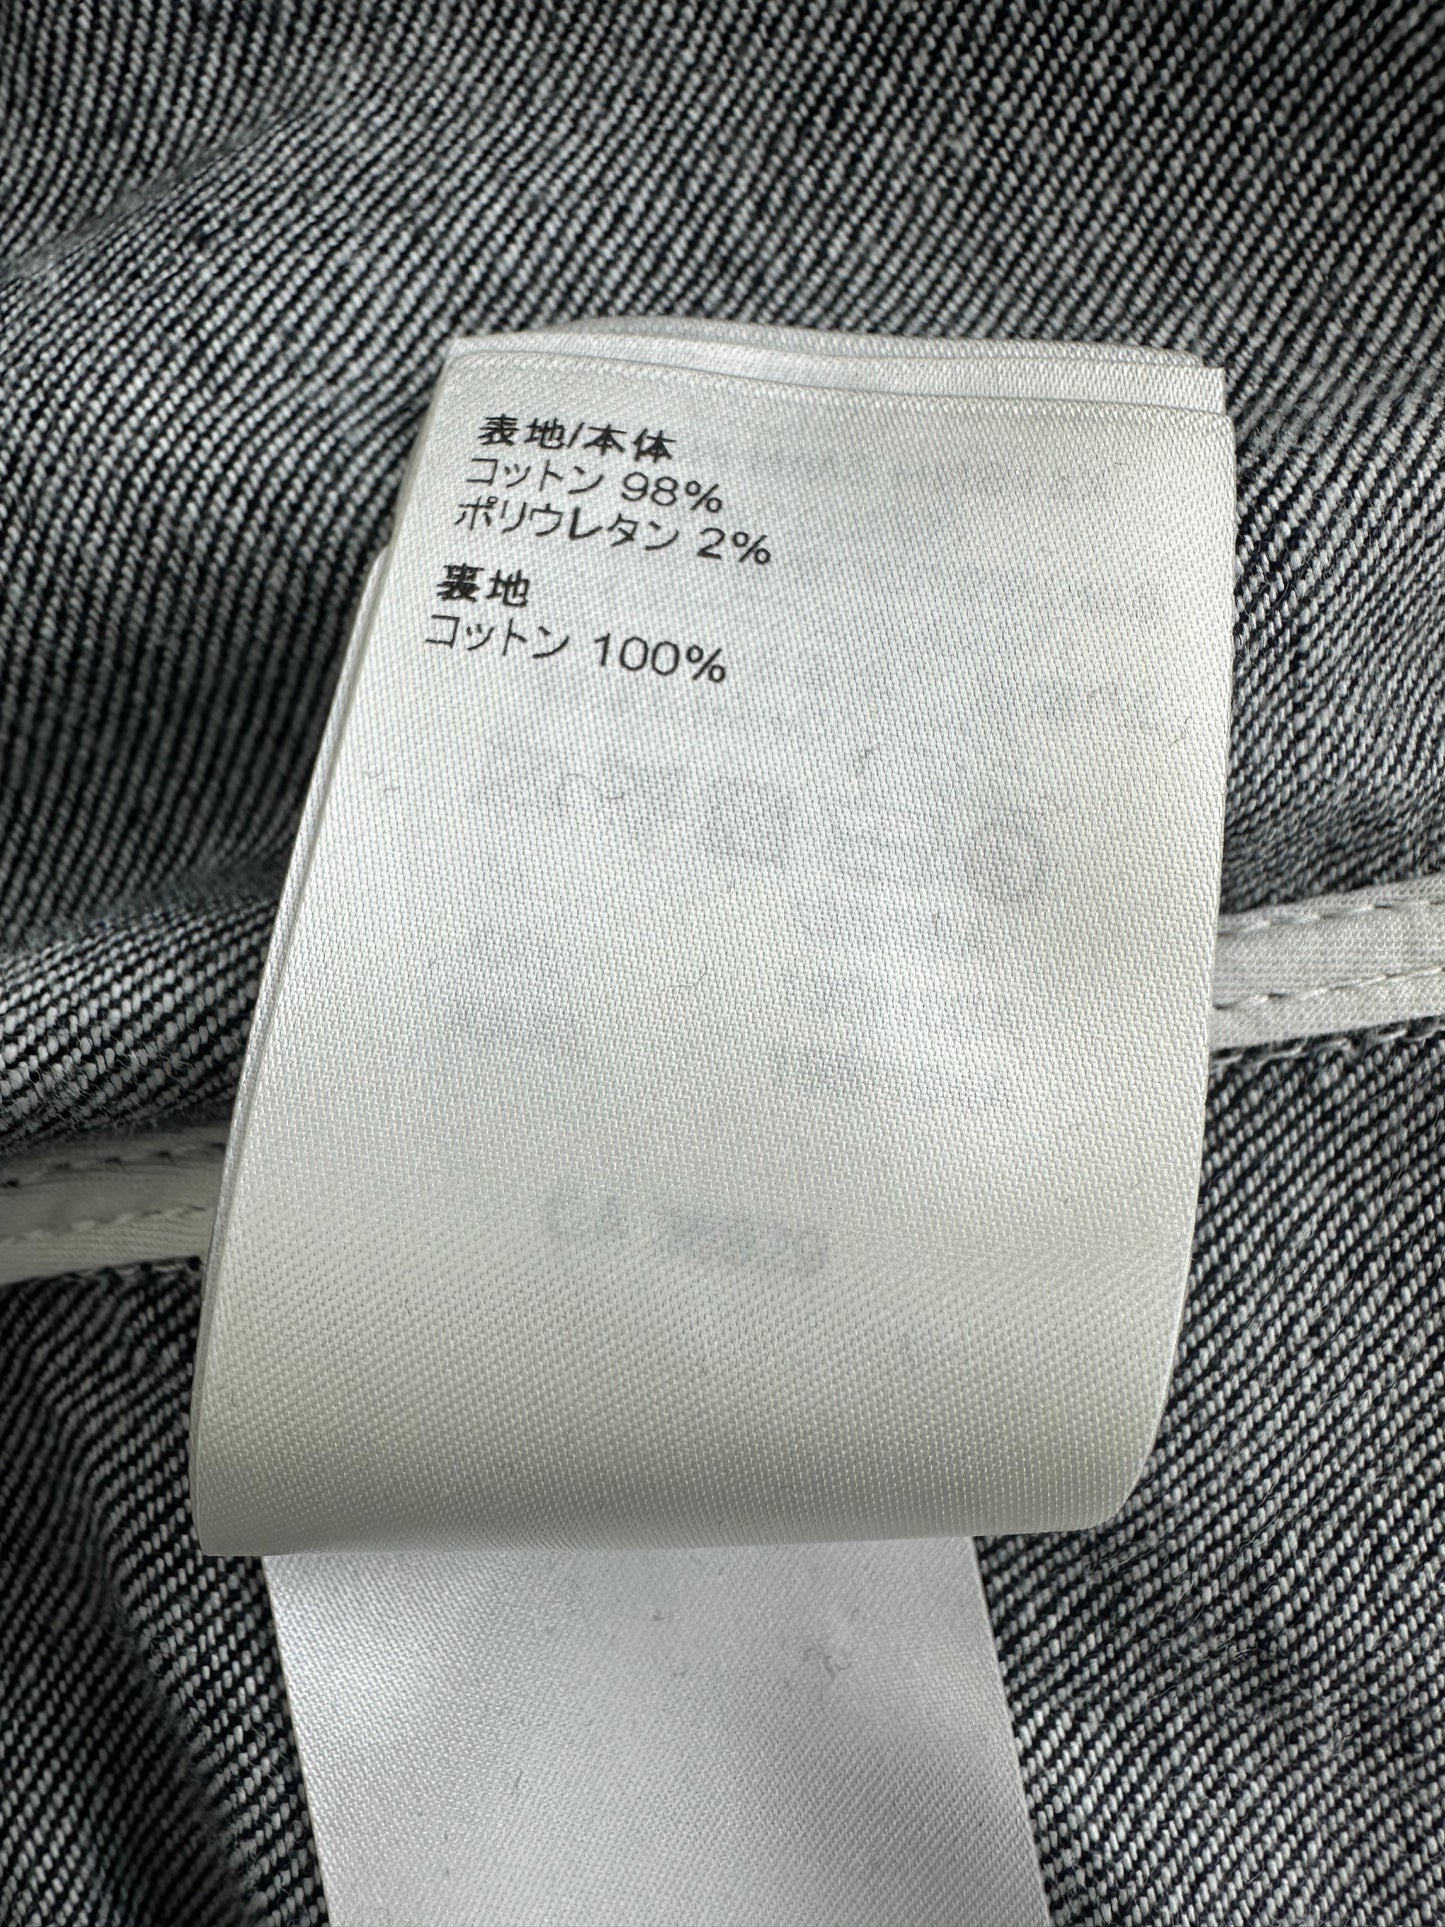 表地/本体
コットン 98%
ポリウレタン 2%
裏地
コットン 100%